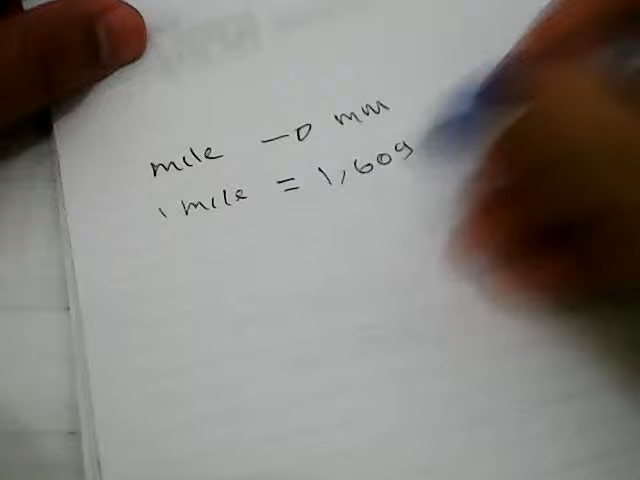 mile → mm
1 mile = 1,609